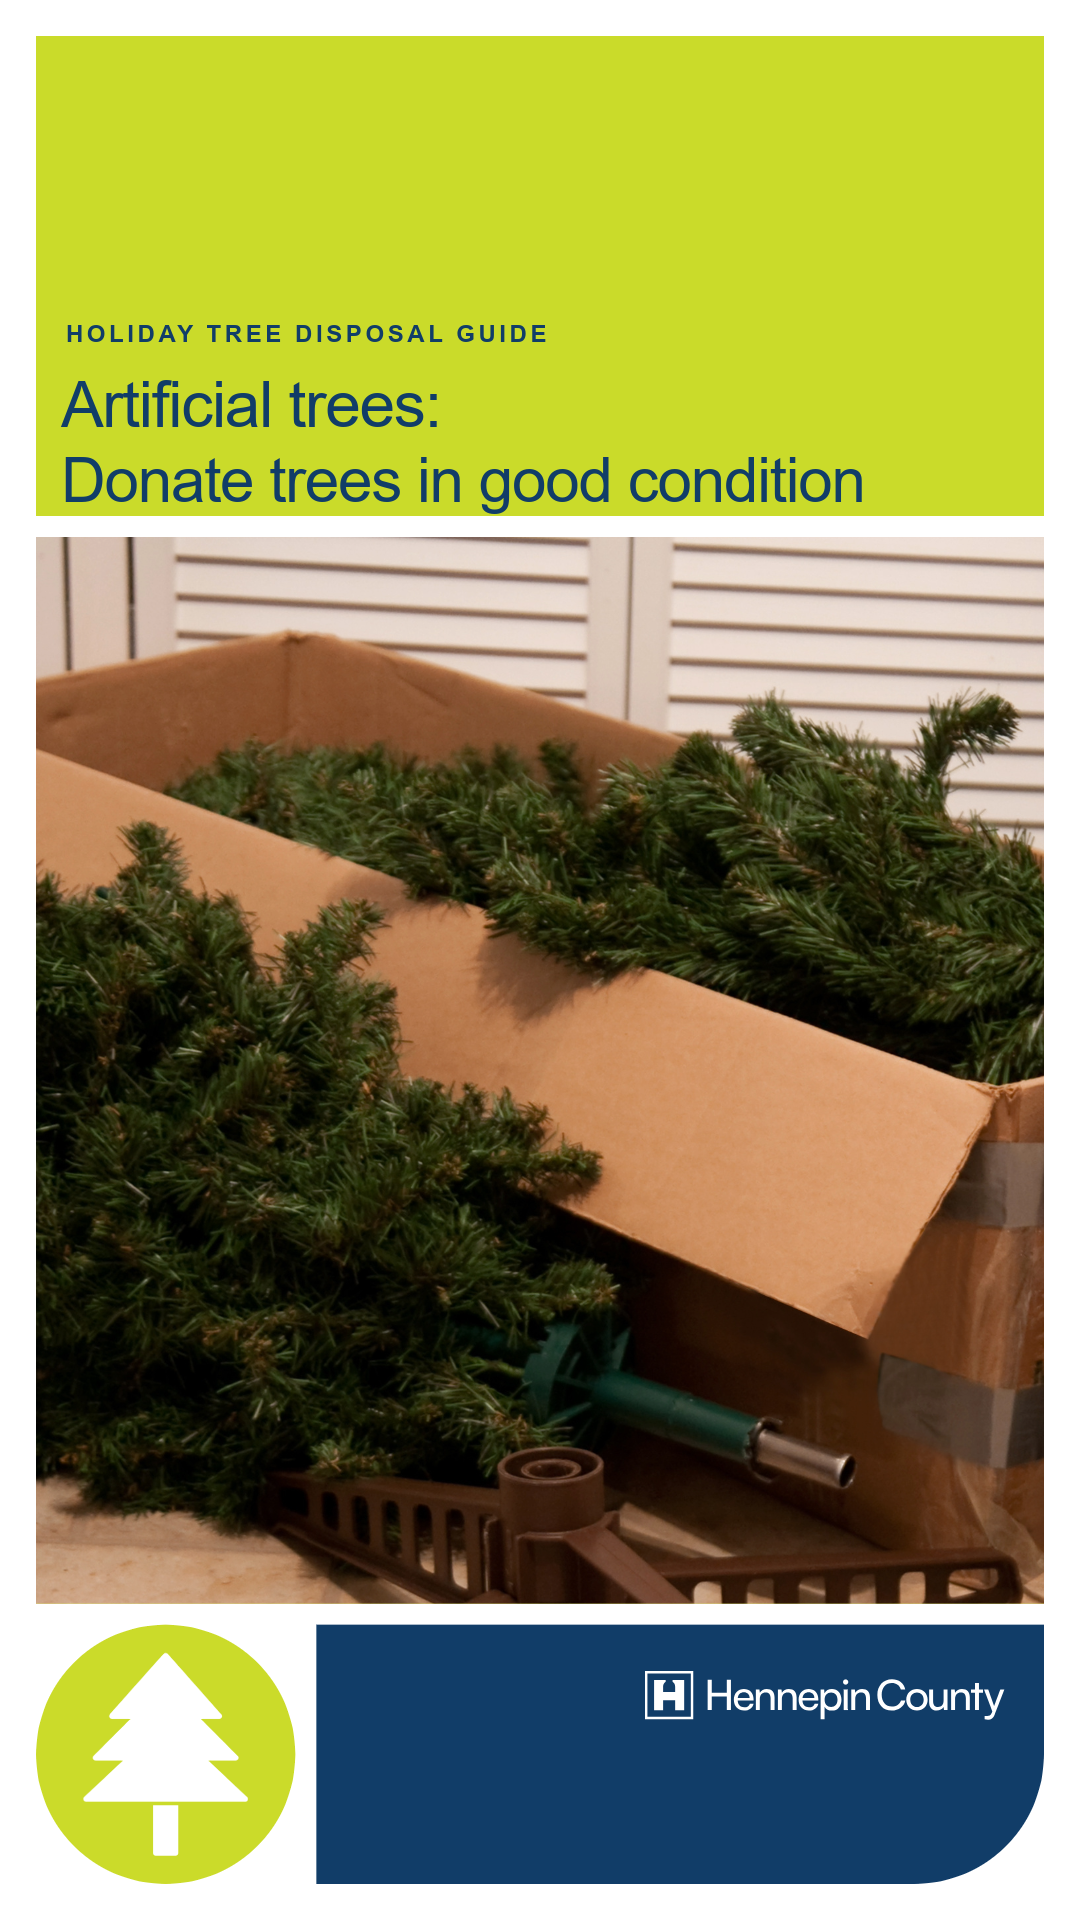 HOLIDAY TREE DISPOSAL GUIDE
Artificial trees:
Donate trees in good condition
Hennepin County